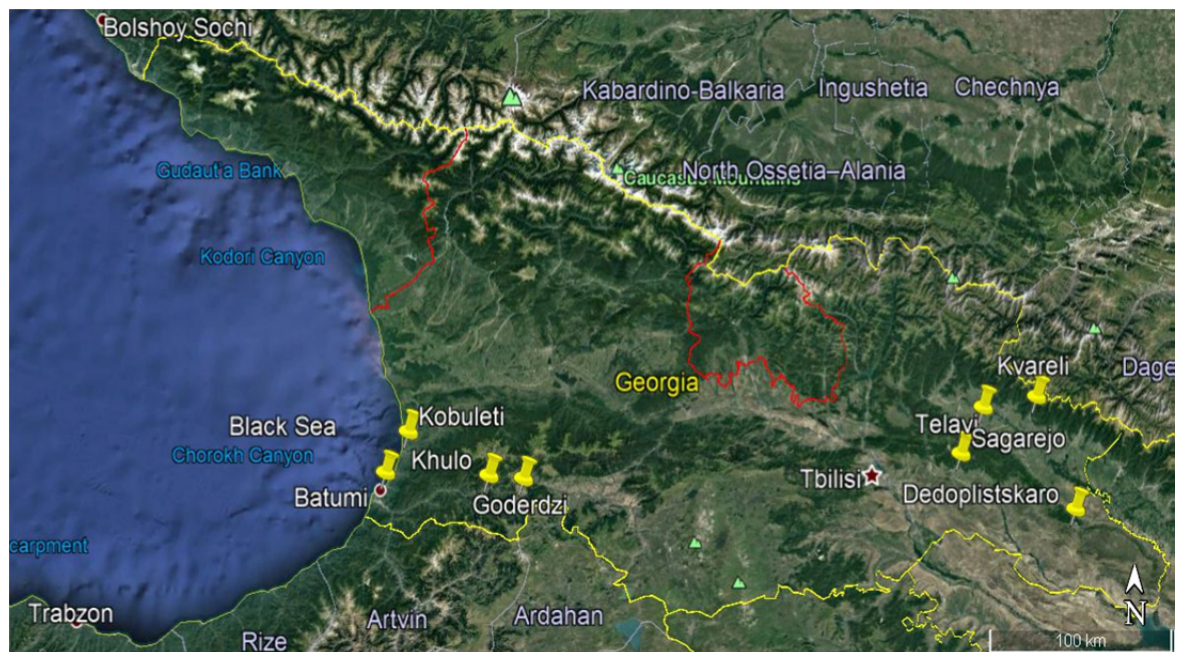 Bolshoy Sochi
Kabardino-Balkaria
Ingushetia
Chechnya
Gudaut'a Bank
North Ossetia–Alania
Caucasus Mountains
Kodori Canyon
Kvareli
Dage
Georgia
Kobuleti
Black Sea
Telavi
Sagarejo
Chorokh Canyon
Khulo
Tbilisi
Batumi
Goderdzi
Dedoplistskaro
carpment
Trabzon
Artvin
Ardahan
N
Rize
100 km